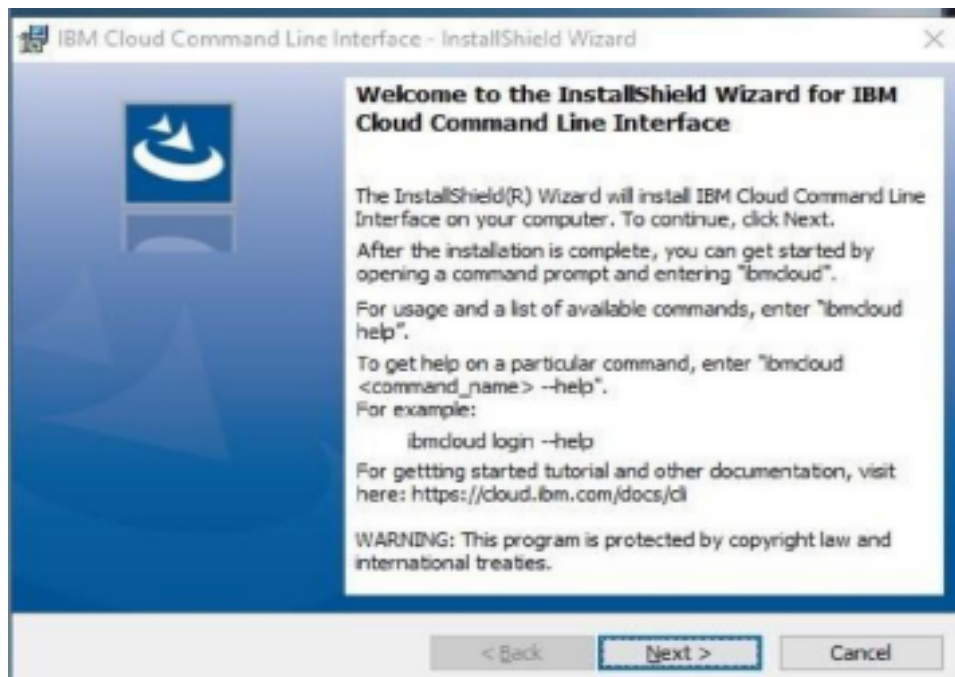 IBM Cloud Command Line Interface - InstallShield Wizard
Welcome to the InstallShield Wizard for IBM
Cloud Command Line Interface
The InstallShield(R) Wizard will install IBM Cloud Command Line
Interface on your computer. To continue, click Next.
After the installation is complete, you can get started by
opening a command prompt and entering "ibmcloud".
For usage and a list of available commands, enter "ibmcloud
help".
To get help on a particular command, enter "ibmcloud
<command_name> --help".
For example:
ibmcloud login --help
For gettting started tutorial and other documentation, visit
here: https://cloud.ibm.com/docs/cli
WARNING: This program is protected by copyright law and
international treaties.
< Back
Next >
Cancel